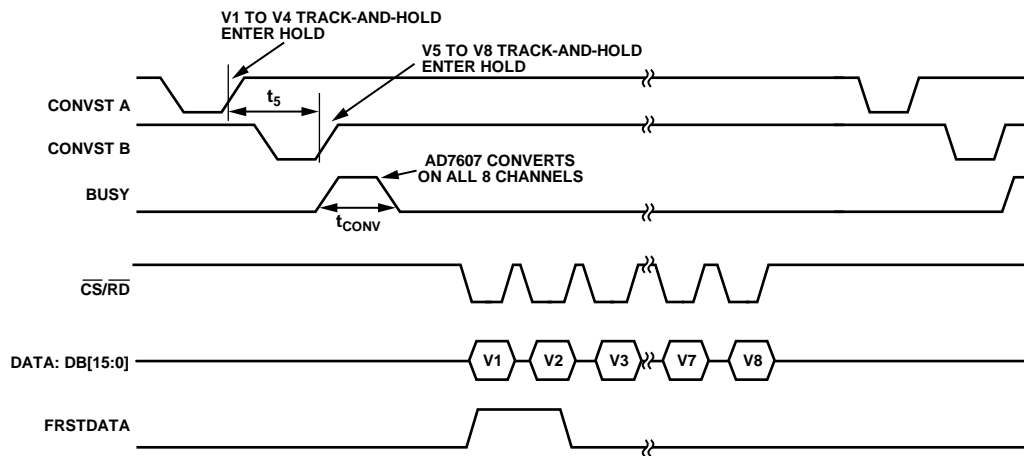 V1 TO V4 TRACK-AND-HOLD
ENTER HOLD
V5 TO V8 TRACK-AND-HOLD
ENTER HOLD
CONVST A
t5
CONVST B
AD7607 CONVERTS
ON ALL 8 CHANNELS
BUSY
tCONV
CS/RD
DATA: DB[15:0]
V1
V2
V3
V7
V8
FRSTDATA